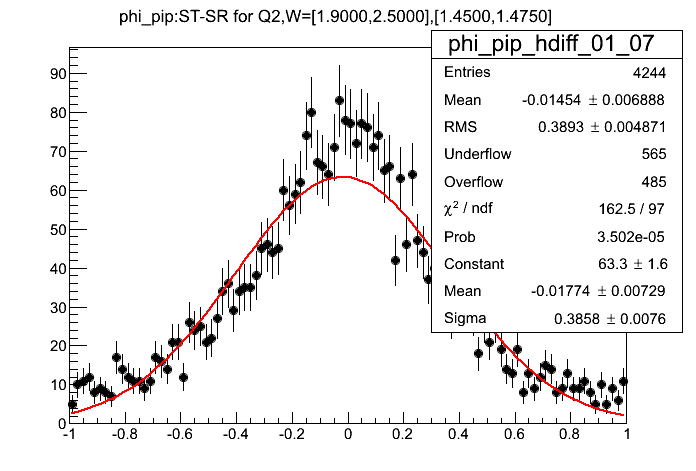 phi_pip:ST-SR for Q2,W=[1.9000,2.5000],[1.4500,1.4750]
phi_pip_hdiff_01_07
Entries 4244
Mean -0.01454 ± 0.006888
RMS 0.3893 ± 0.004871
Underflow 565
Overflow 485
χ² / ndf 162.5 / 97
Prob 3.502e-05
Constant 63.3 ± 1.6
Mean -0.01774 ± 0.00729
Sigma 0.3858 ± 0.0076
90
80
70
60
50
40
30
20
10
0
-1 -0.8 -0.6 -0.4 -0.2 0 0.2 0.4 0.6 0.8 1